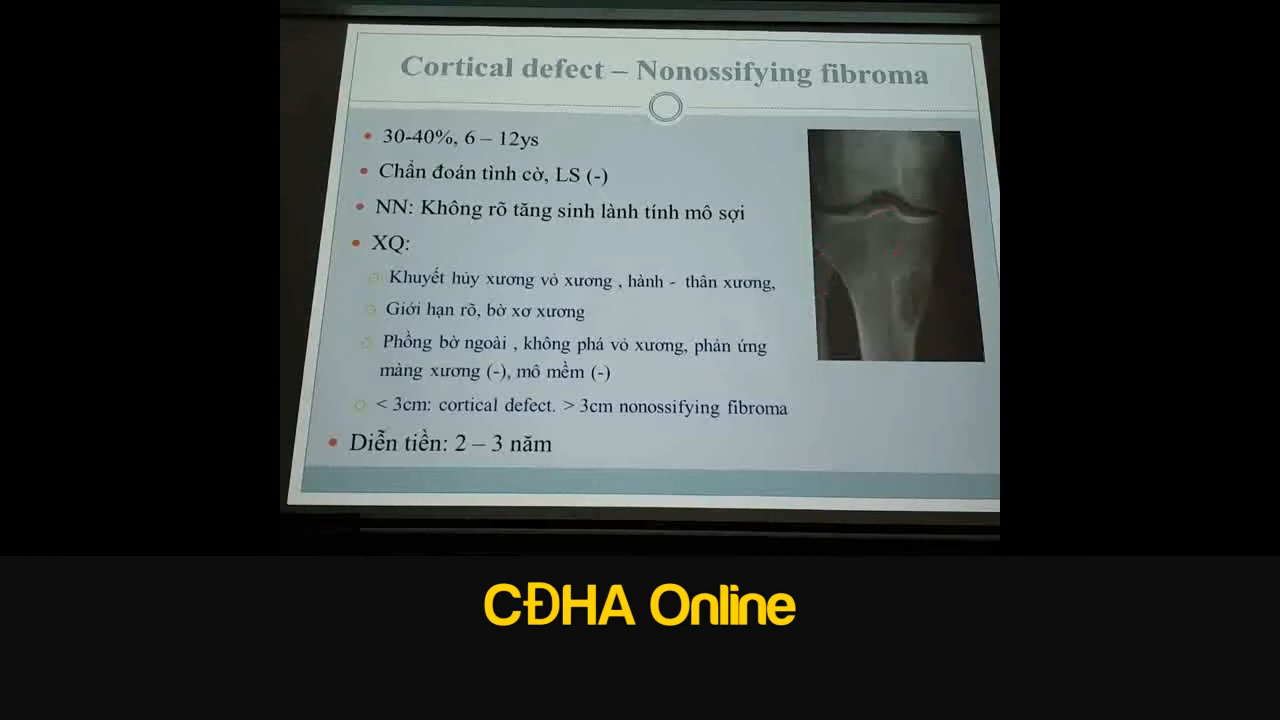 Cortical defect – Nonossifying fibroma
30-40%, 6 – 12ys
Chẩn đoán tình cờ, LS (-)
NN: Không rõ tăng sinh lành tính mô sợi
XQ:
Khuyết hủy xương vỏ xương , hành - thân xương,
Giới hạn rõ, bờ xơ xương
Phồng bờ ngoài , không phá vỏ xương, phản ứng
màng xương (-), mô mềm (-)
< 3cm: cortical defect. > 3cm nonossifying fibroma
Diễn tiền: 2 – 3 năm
CĐHA Online